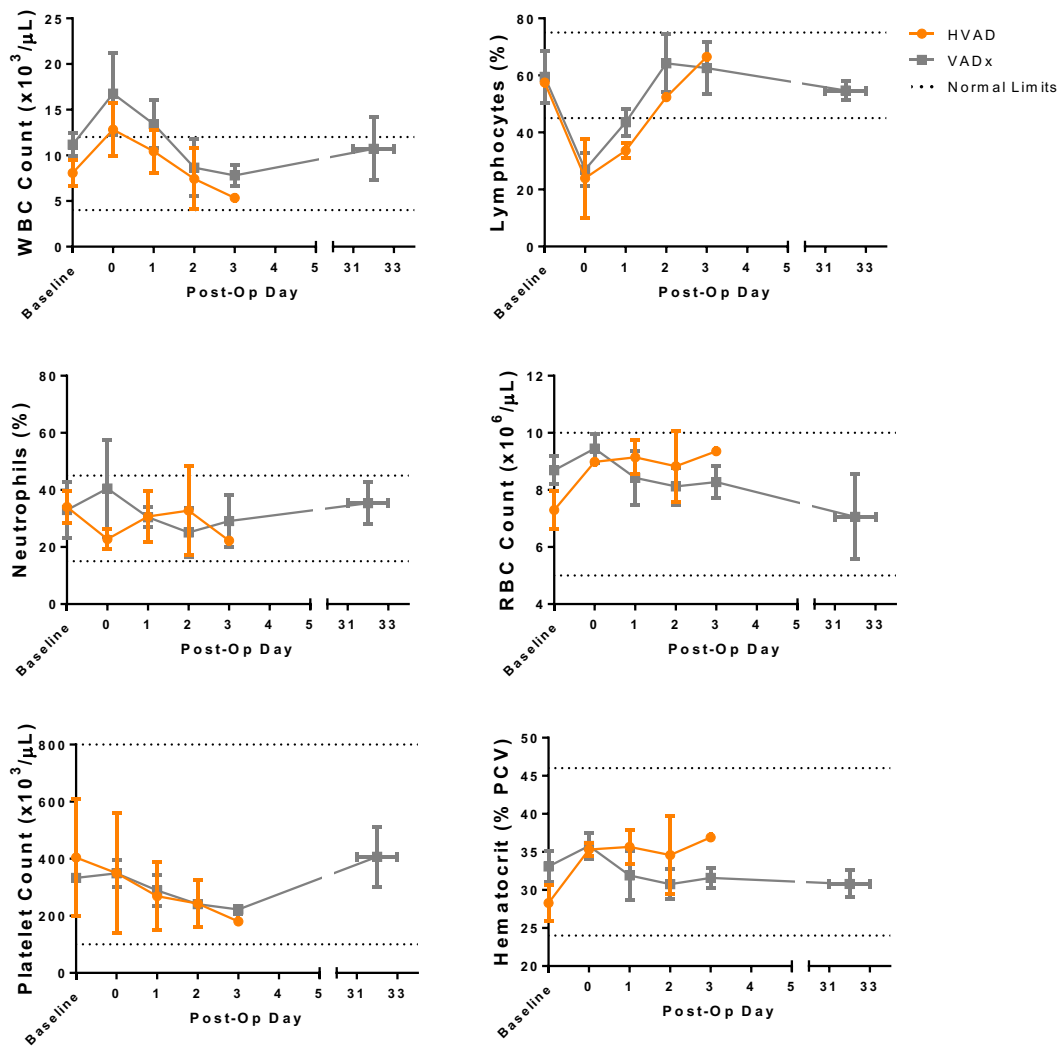 WBC Count (x10³/µL)
25
20
15
10
5
0
Baseline
0 1 2 3 4 5 31 33
Post-Op Day
Lymphocytes (%)
80
60
40
20
0
Baseline
0 1 2 3 4 5 31 33
Post-Op Day
HVAD
VADx
Normal Limits
Neutrophils (%)
80
60
40
20
0
Baseline
0 1 2 3 4 5 31 33
Post-Op Day
RBC Count (x10⁶/µL)
12
10
8
6
4
Baseline
0 1 2 3 4 5 31 33
Post-Op Day
Platelet Count (x10³/µL)
800
600
400
200
0
Baseline
0 1 2 3 4 5 31 33
Post-Op Day
Hematocrit (% PCV)
50
45
40
35
30
25
20
Baseline
0 1 2 3 4 5 31 33
Post-Op Day